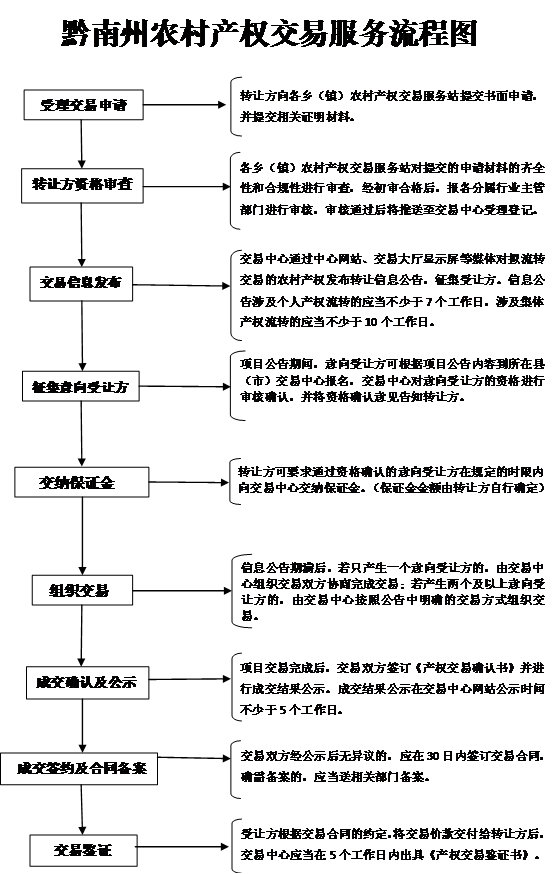 黔南州农村产权交易服务流程图
受理交易申请
转让方向各乡（镇）农村产权交易服务站提交书面申请，
并提交相关证明材料。
转让方资格审查
各乡（镇）农村产权交易服务站对提交的申请材料的齐全
性和合规性进行审查，经初审合格后，报各分属行业主管
部门进行审核，审核通过后将推送至交易中心受理登记。
交易信息发布
交易中心通过中心网站、交易大厅显示屏等媒体对拟流转
交易的农村产权发布转让信息公告，征集受让方。信息公
告涉及个人产权流转的应当不少于7个工作日，涉及集体
产权流转的应当不少于10个工作日。
征集意向受让方
项目公告期间，意向受让方可根据项目公告内容到所在县
（市）交易中心报名，交易中心对意向受让方的资格进行
审核确认，并将资格确认意见告知转让方。
交纳保证金
转让方可要求通过资格确认的意向受让方在规定的时限内
向交易中心交纳保证金。（保证金金额由转让方自行确定）
组织交易
信息公告期满后，若只产生一个意向受让方的，由交易中
心组织交易双方协商完成交易；若产生两个及以上意向受
让方的，由交易中心按照公告中明确的交易方式组织交
易。
成交确认及公示
项目交易完成后，交易双方签订《产权交易确认书》并进
行成交结果公示。成交结果公示在交易中心网站公示时间
不少于5个工作日。
成交签约及合同备案
交易双方经公示后无异议的，应在30日内签订交易合同，
确需备案的，应当送相关部门备案。
交易鉴证
受让方根据交易合同的约定，将交易价款交付给转让方后，
交易中心应当在5个工作日内出具《产权交易鉴证书》。